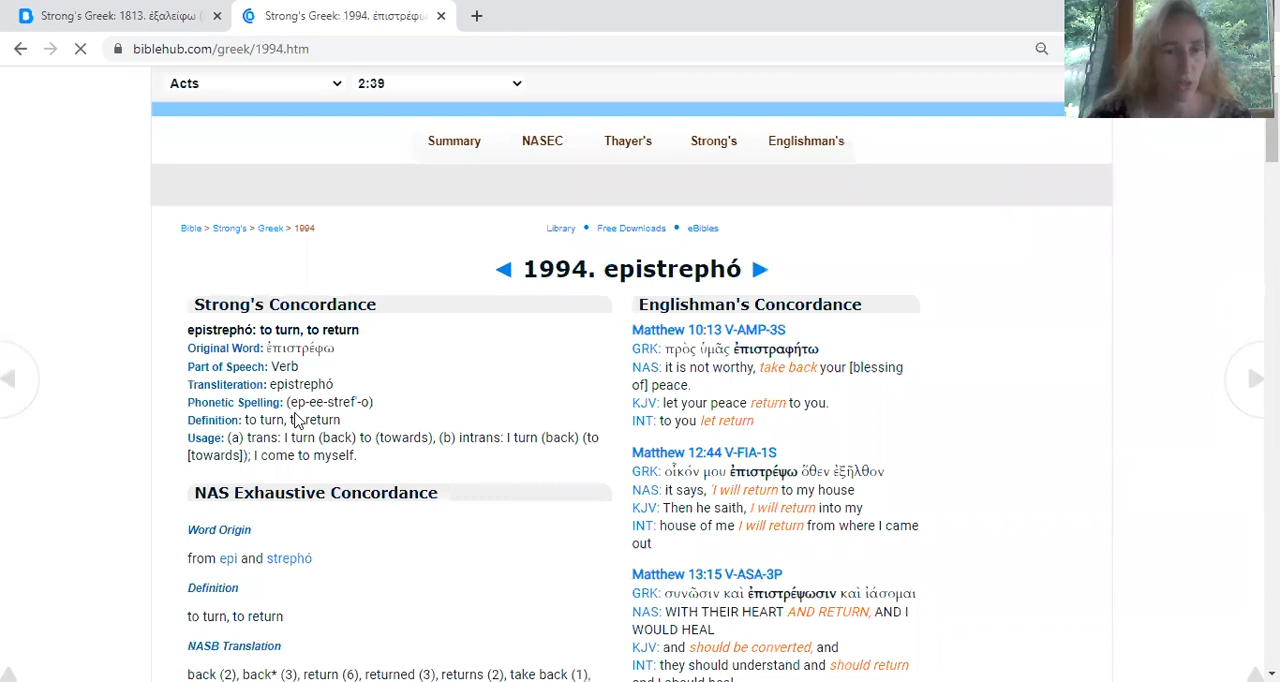 Strong's Greek: 1813. ἐξαλείφω (
Strong's Greek: 1994. ἐπιστρέφω
biblehub.com/greek/1994.htm
Acts
2:39
Summary
NASEC
Thayer's
Strong's
Englishman's
Bible > Strong's > Greek > 1994
Library • Free Downloads • eBibles
◄ 1994. epistrephó ►
Strong's Concordance
epistrephó: to turn, to return
Original Word: ἐπιστρέφω
Part of Speech: Verb
Transliteration: epistrephó
Phonetic Spelling: (ep-ee-stref'-o)
Definition: to turn, to return
Usage: (a) trans: I turn (back) to (towards), (b) intrans: I turn (back) (to
[towards]); I come to myself.
NAS Exhaustive Concordance
Word Origin
from epi and strephó
Definition
to turn, to return
NASB Translation
back (2), back* (3), return (6), returned (3), returns (2), take back (1),
Englishman's Concordance
Matthew 10:13 V-AMP-3S
GRK: πρὸς ὑμᾶς ἐπιστραφήτω
NAS: it is not worthy, take back your [blessing
of] peace.
KJV: let your peace return to you.
INT: to you let return
Matthew 12:44 V-FIA-1S
GRK: οἶκόν μου ἐπιστρέψω ὅθεν ἐξῆλθον
NAS: it says, 'I will return to my house
KJV: Then he saith, I will return into my
INT: house of me I will return from where I came
out
Matthew 13:15 V-ASA-3P
GRK: συνῶσιν καὶ ἐπιστρέψωσιν καὶ ἰάσομαι
NAS: WITH THEIR HEART AND RETURN, AND I
WOULD HEAL
KJV: and should be converted, and
INT: they should understand and should return
and I should heal